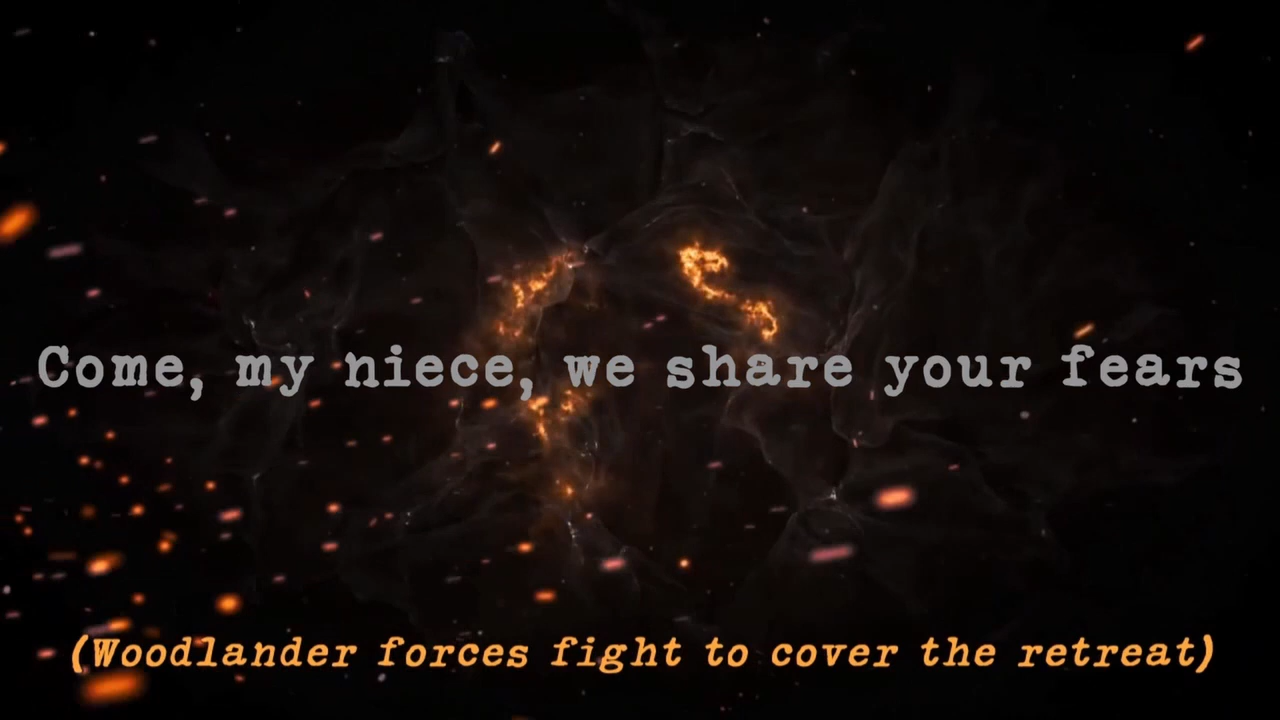 Come, my niece, we share your fears
(Woodlander forces fight to cover the retreat)